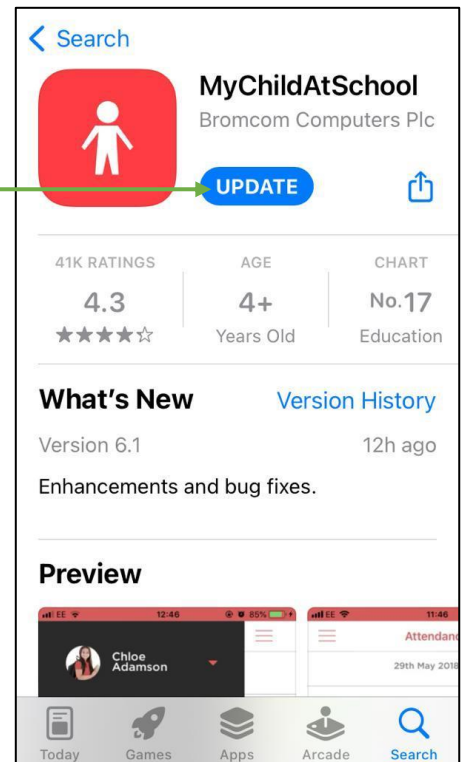 Search
MyChildAtSchool
Bromcom Computers Plc
UPDATE
41K RATINGS
AGE
CHART
4.3
4+
No.17
★★★★☆
Years Old
Education
What's New
Version History
Version 6.1
12h ago
Enhancements and bug fixes.
Preview
EE
12:46
85%
EE
11:46
Chloe
Adamson
Attendanc
29th May 2018
Today
Games
Apps
Arcade
Search